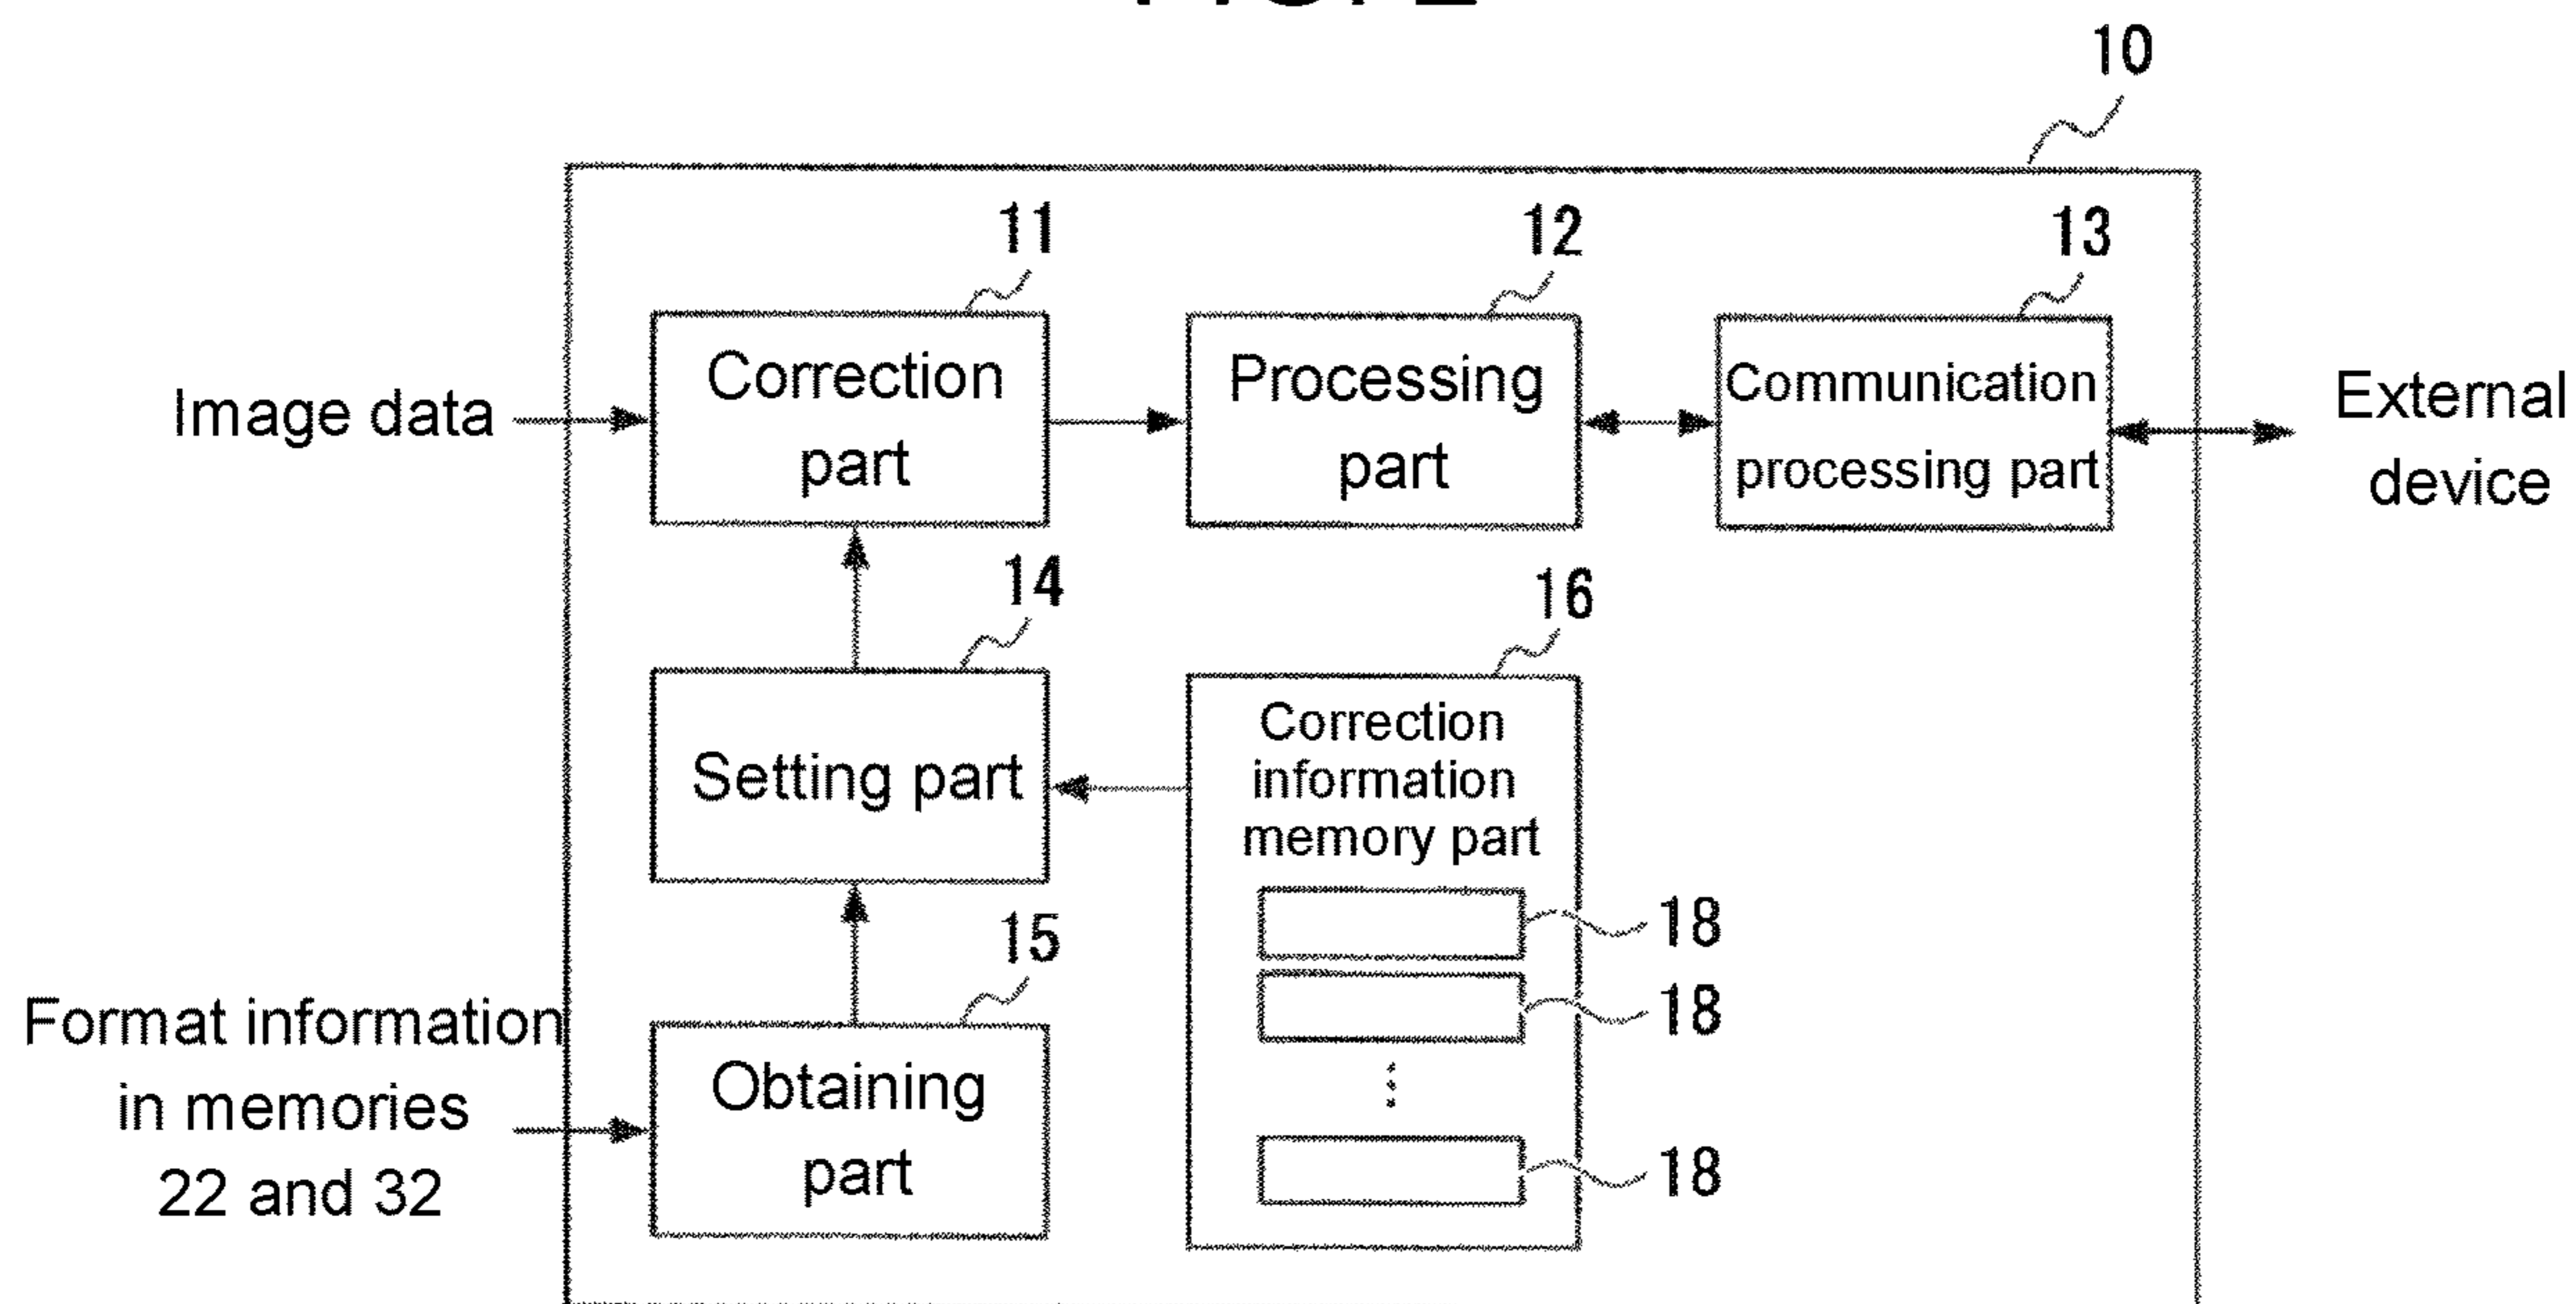 10
11
12
13
Image data
Correction
part
Processing
part
Communication
processing part
External
device
14
16
Setting part
Correction
information
memory part
15
18
18
18
Format information
in memories
22 and 32
Obtaining
part